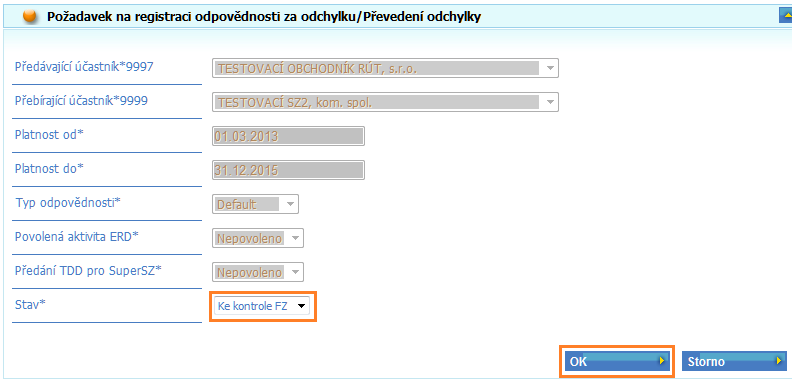 Požadavek na registraci odpovědnosti za odchylku/Převedení odchylky
Předávající účastník*9997 TESTOVACÍ OBCHODNÍK RÚT, s.r.o.
Přebírající účastník*9999 TESTOVACÍ SZ2, kom. spol.
Platnost od* 01.03.2013
Platnost do* 31.12.2015
Typ odpovědnosti* Default
Povolená aktivita ERD* Nepovoleno
Předání TDD pro SuperSZ* Nepovoleno
Stav* Ke kontrole FZ
OK Storno